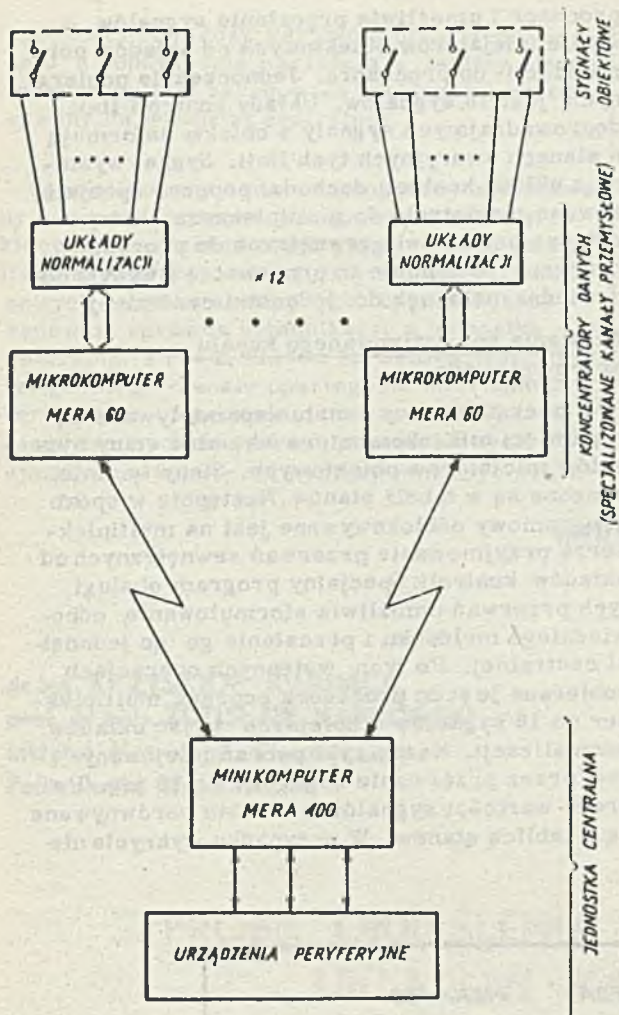 SYGNAŁY
OBIEKTOWE
UKŁADY
NORMALIZACJI
× 12
UKŁADY
NORMALIZACJI
MIKROKOMPUTER
MERA 60
MIKROKOMPUTER
MERA 60
KONCENTRATORY DANYCH
(SPECJALIZOWANE KANAŁY PRZEMYSŁOWE)
MINIKOMPUTER
MERA 400
URZĄDZENIA PERYFERYJNE
JEDNOSTKA CENTRALNA